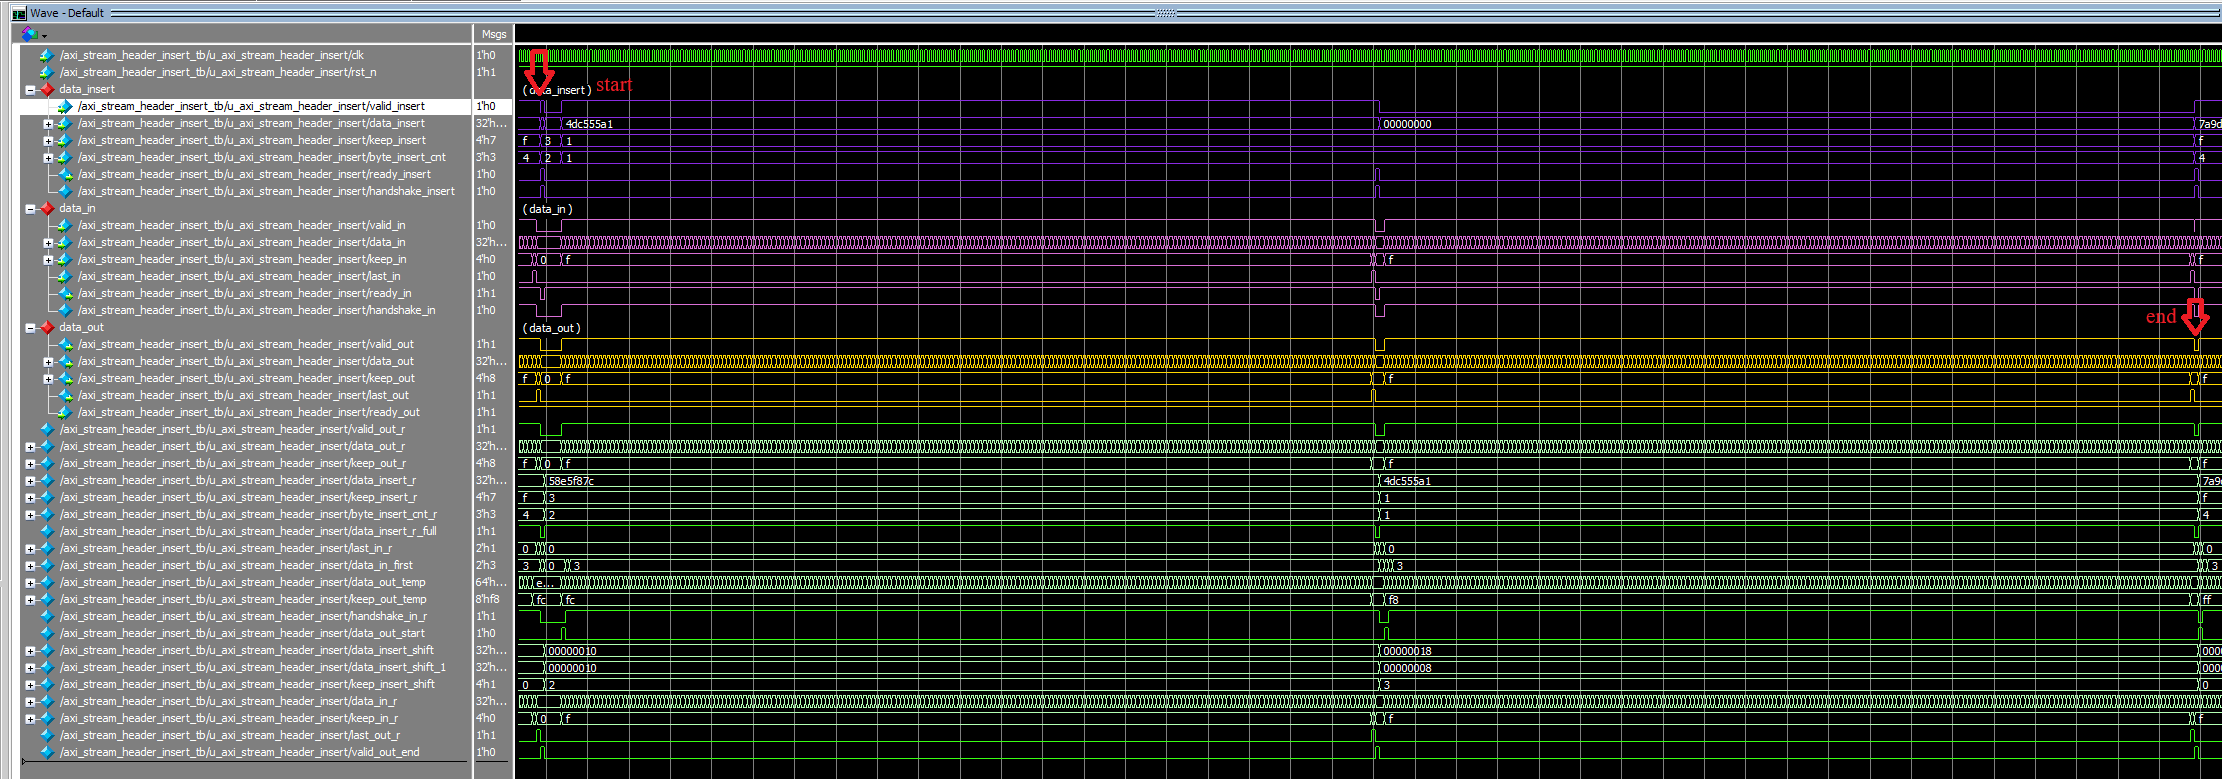 Wave - Default
Msgs
/axi_stream_header_insert_tb/u_axi_stream_header_insert/clk 1'h0
/axi_stream_header_insert_tb/u_axi_stream_header_insert/rst_n 1'h1
start
data_insert (data_insert)
/axi_stream_header_insert_tb/u_axi_stream_header_insert/valid_insert 1'h0
/axi_stream_header_insert_tb/u_axi_stream_header_insert/data_insert 32'h... 4dc555a1 00000000 7a9d
/axi_stream_header_insert_tb/u_axi_stream_header_insert/keep_insert 4'h7 f 3 1 f
/axi_stream_header_insert_tb/u_axi_stream_header_insert/byte_insert_cnt 3'h3 4 2 1 4
/axi_stream_header_insert_tb/u_axi_stream_header_insert/ready_insert 1'h0
/axi_stream_header_insert_tb/u_axi_stream_header_insert/handshake_insert 1'h0
data_in (data_in)
/axi_stream_header_insert_tb/u_axi_stream_header_insert/valid_in 1'h0
/axi_stream_header_insert_tb/u_axi_stream_header_insert/data_in 32'h...
/axi_stream_header_insert_tb/u_axi_stream_header_insert/keep_in 4'h0 0 f f f
/axi_stream_header_insert_tb/u_axi_stream_header_insert/last_in 1'h0
/axi_stream_header_insert_tb/u_axi_stream_header_insert/ready_in 1'h1
/axi_stream_header_insert_tb/u_axi_stream_header_insert/handshake_in 1'h0
end
data_out (data_out)
/axi_stream_header_insert_tb/u_axi_stream_header_insert/valid_out 1'h1
/axi_stream_header_insert_tb/u_axi_stream_header_insert/data_out 32'h...
/axi_stream_header_insert_tb/u_axi_stream_header_insert/keep_out 4'h8 f 0 f f f
/axi_stream_header_insert_tb/u_axi_stream_header_insert/last_out 1'h1
/axi_stream_header_insert_tb/u_axi_stream_header_insert/ready_out 1'h1
/axi_stream_header_insert_tb/u_axi_stream_header_insert/valid_out_r 1'h1
/axi_stream_header_insert_tb/u_axi_stream_header_insert/data_out_r 32'h...
/axi_stream_header_insert_tb/u_axi_stream_header_insert/keep_out_r 4'h8 f 0 f f f
/axi_stream_header_insert_tb/u_axi_stream_header_insert/data_insert_r 32'h... 58e5f87c 4dc555a1 7a9
/axi_stream_header_insert_tb/u_axi_stream_header_insert/keep_insert_r 4'h7 f 3 1 f
/axi_stream_header_insert_tb/u_axi_stream_header_insert/byte_insert_cnt_r 3'h3 4 2 1 4
/axi_stream_header_insert_tb/u_axi_stream_header_insert/data_insert_r_full 1'h1
/axi_stream_header_insert_tb/u_axi_stream_header_insert/last_in_r 2'h1 0 0 0 0
/axi_stream_header_insert_tb/u_axi_stream_header_insert/data_in_first 2'h3 3 0 3 3 3
/axi_stream_header_insert_tb/u_axi_stream_header_insert/data_out_temp 64'h... e...
/axi_stream_header_insert_tb/u_axi_stream_header_insert/keep_out_temp 8'hf8 fc fc f8 ff
/axi_stream_header_insert_tb/u_axi_stream_header_insert/handshake_in_r 1'h1
/axi_stream_header_insert_tb/u_axi_stream_header_insert/data_out_start 1'h0
/axi_stream_header_insert_tb/u_axi_stream_header_insert/data_insert_shift 32'h... 00000010 00000018 000
/axi_stream_header_insert_tb/u_axi_stream_header_insert/data_insert_shift_1 32'h... 00000010 00000008 000
/axi_stream_header_insert_tb/u_axi_stream_header_insert/keep_insert_shift 4'h1 0 2 3 0
/axi_stream_header_insert_tb/u_axi_stream_header_insert/data_in_r 32'h...
/axi_stream_header_insert_tb/u_axi_stream_header_insert/keep_in_r 4'h0 0 f f f
/axi_stream_header_insert_tb/u_axi_stream_header_insert/last_out_r 1'h1
/axi_stream_header_insert_tb/u_axi_stream_header_insert/valid_out_end 1'h0